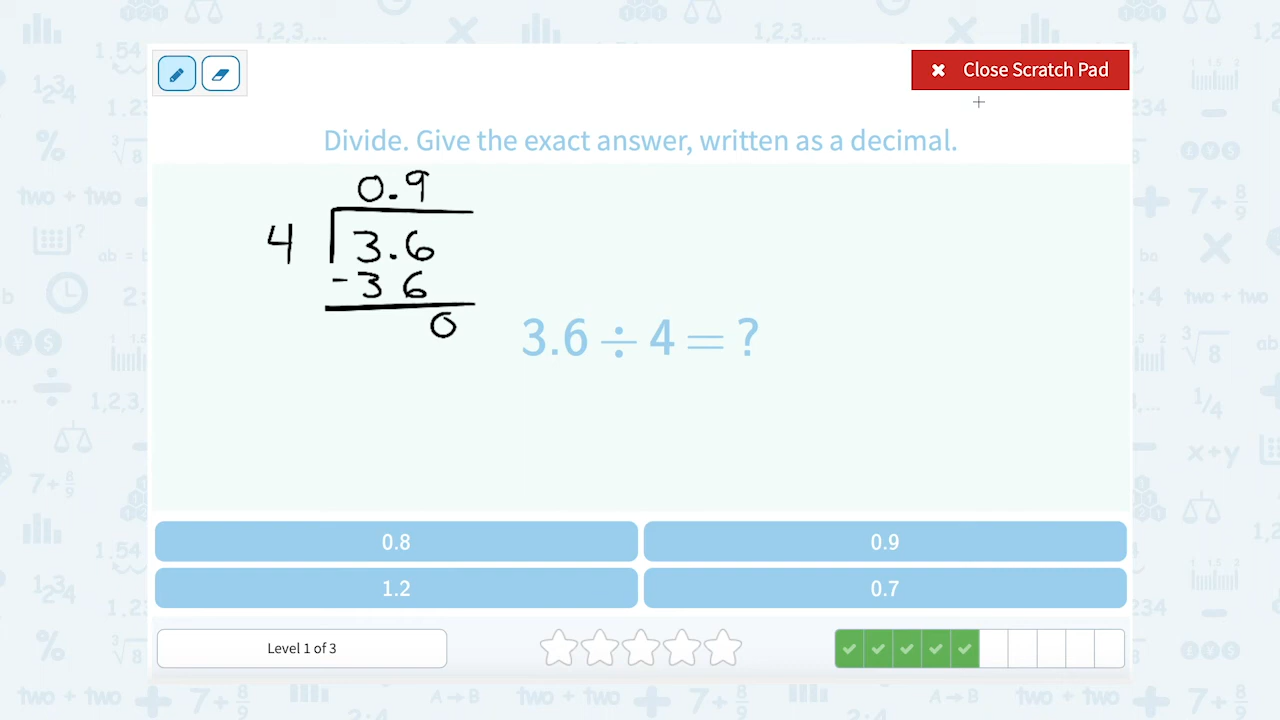 Close Scratch Pad
Divide. Give the exact answer, written as a decimal.
0.9
4 3.6
-3 6
0
3.6 ÷ 4 = ?
0.8 0.9
1.2 0.7
Level 1 of 3